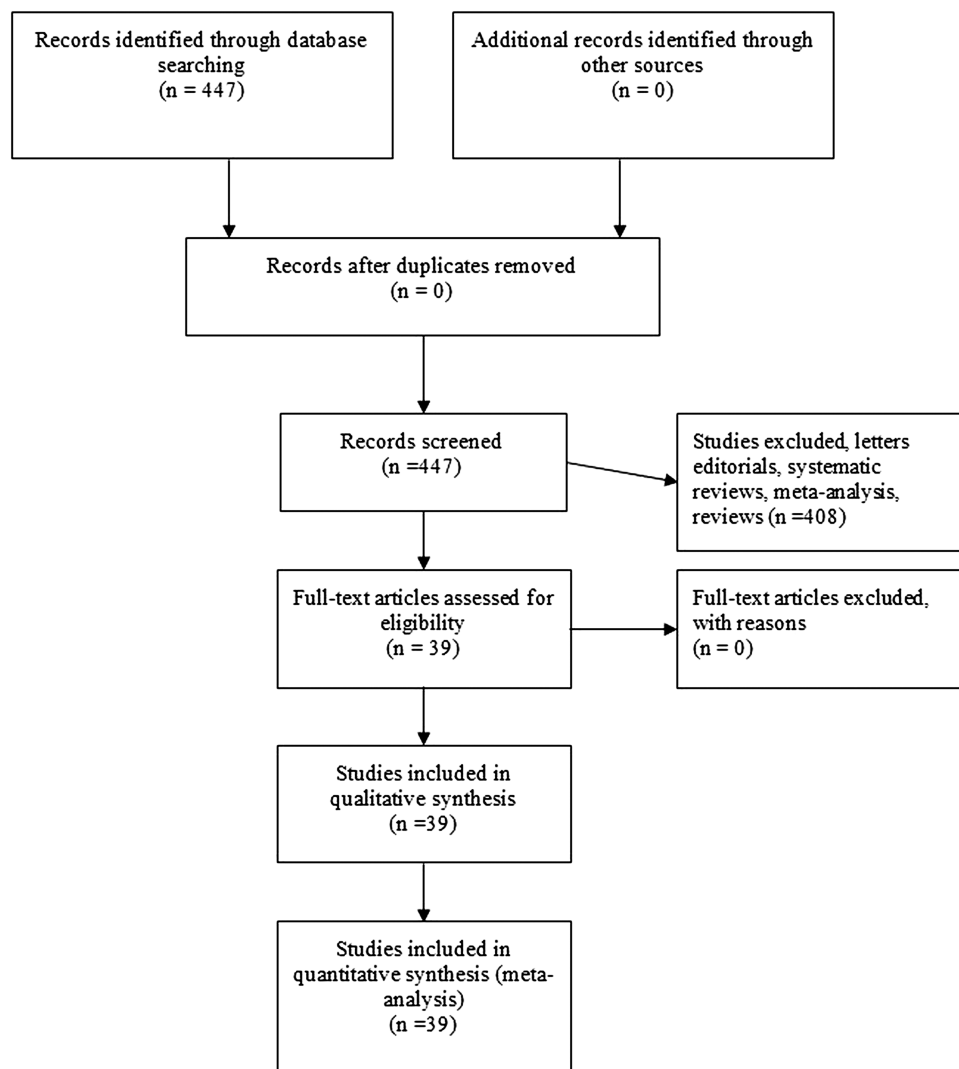 Records identified through database
searching
(n = 447)
Additional records identified through
other sources
(n = 0)
Records after duplicates removed
(n = 0)
Records screened
(n =447)
Studies excluded, letters
editorials, systematic
reviews, meta-analysis,
reviews (n =408)
Full-text articles assessed for
eligibility
(n = 39)
Full-text articles excluded,
with reasons
(n = 0)
Studies included in
qualitative synthesis
(n =39)
Studies included in
quantitative synthesis (meta-
analysis)
(n =39)